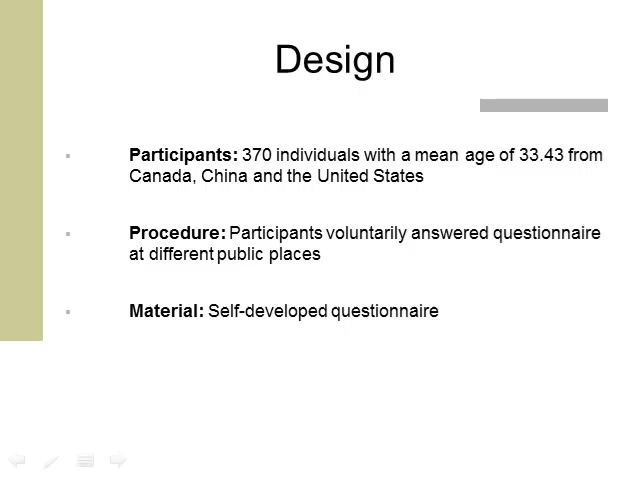 Design
Participants: 370 individuals with a mean age of 33.43 from
Canada, China and the United States
Procedure: Participants voluntarily answered questionnaire
at different public places
Material: Self-developed questionnaire